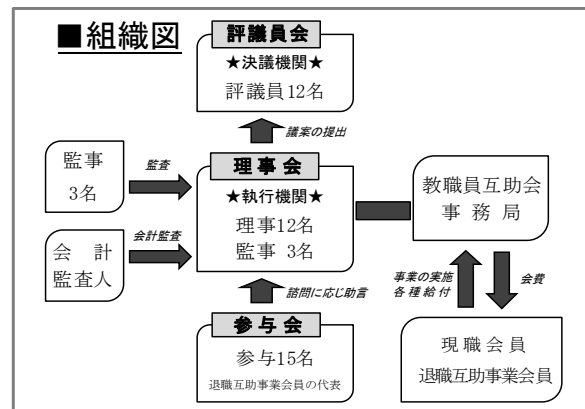 ■組織図
評議員会
★決議機関★
評議員12名
議案の提出
監事
3名
監査
会計
監査人
会計監査
理事会
★執行機関★
理事12名
監事 3名
諮問に応じ助言
参与会
参与15名
退職互助事業会員の代表
教職員互助会
事務局
事業の実施
各種給付
会費
現職会員
退職互助事業会員